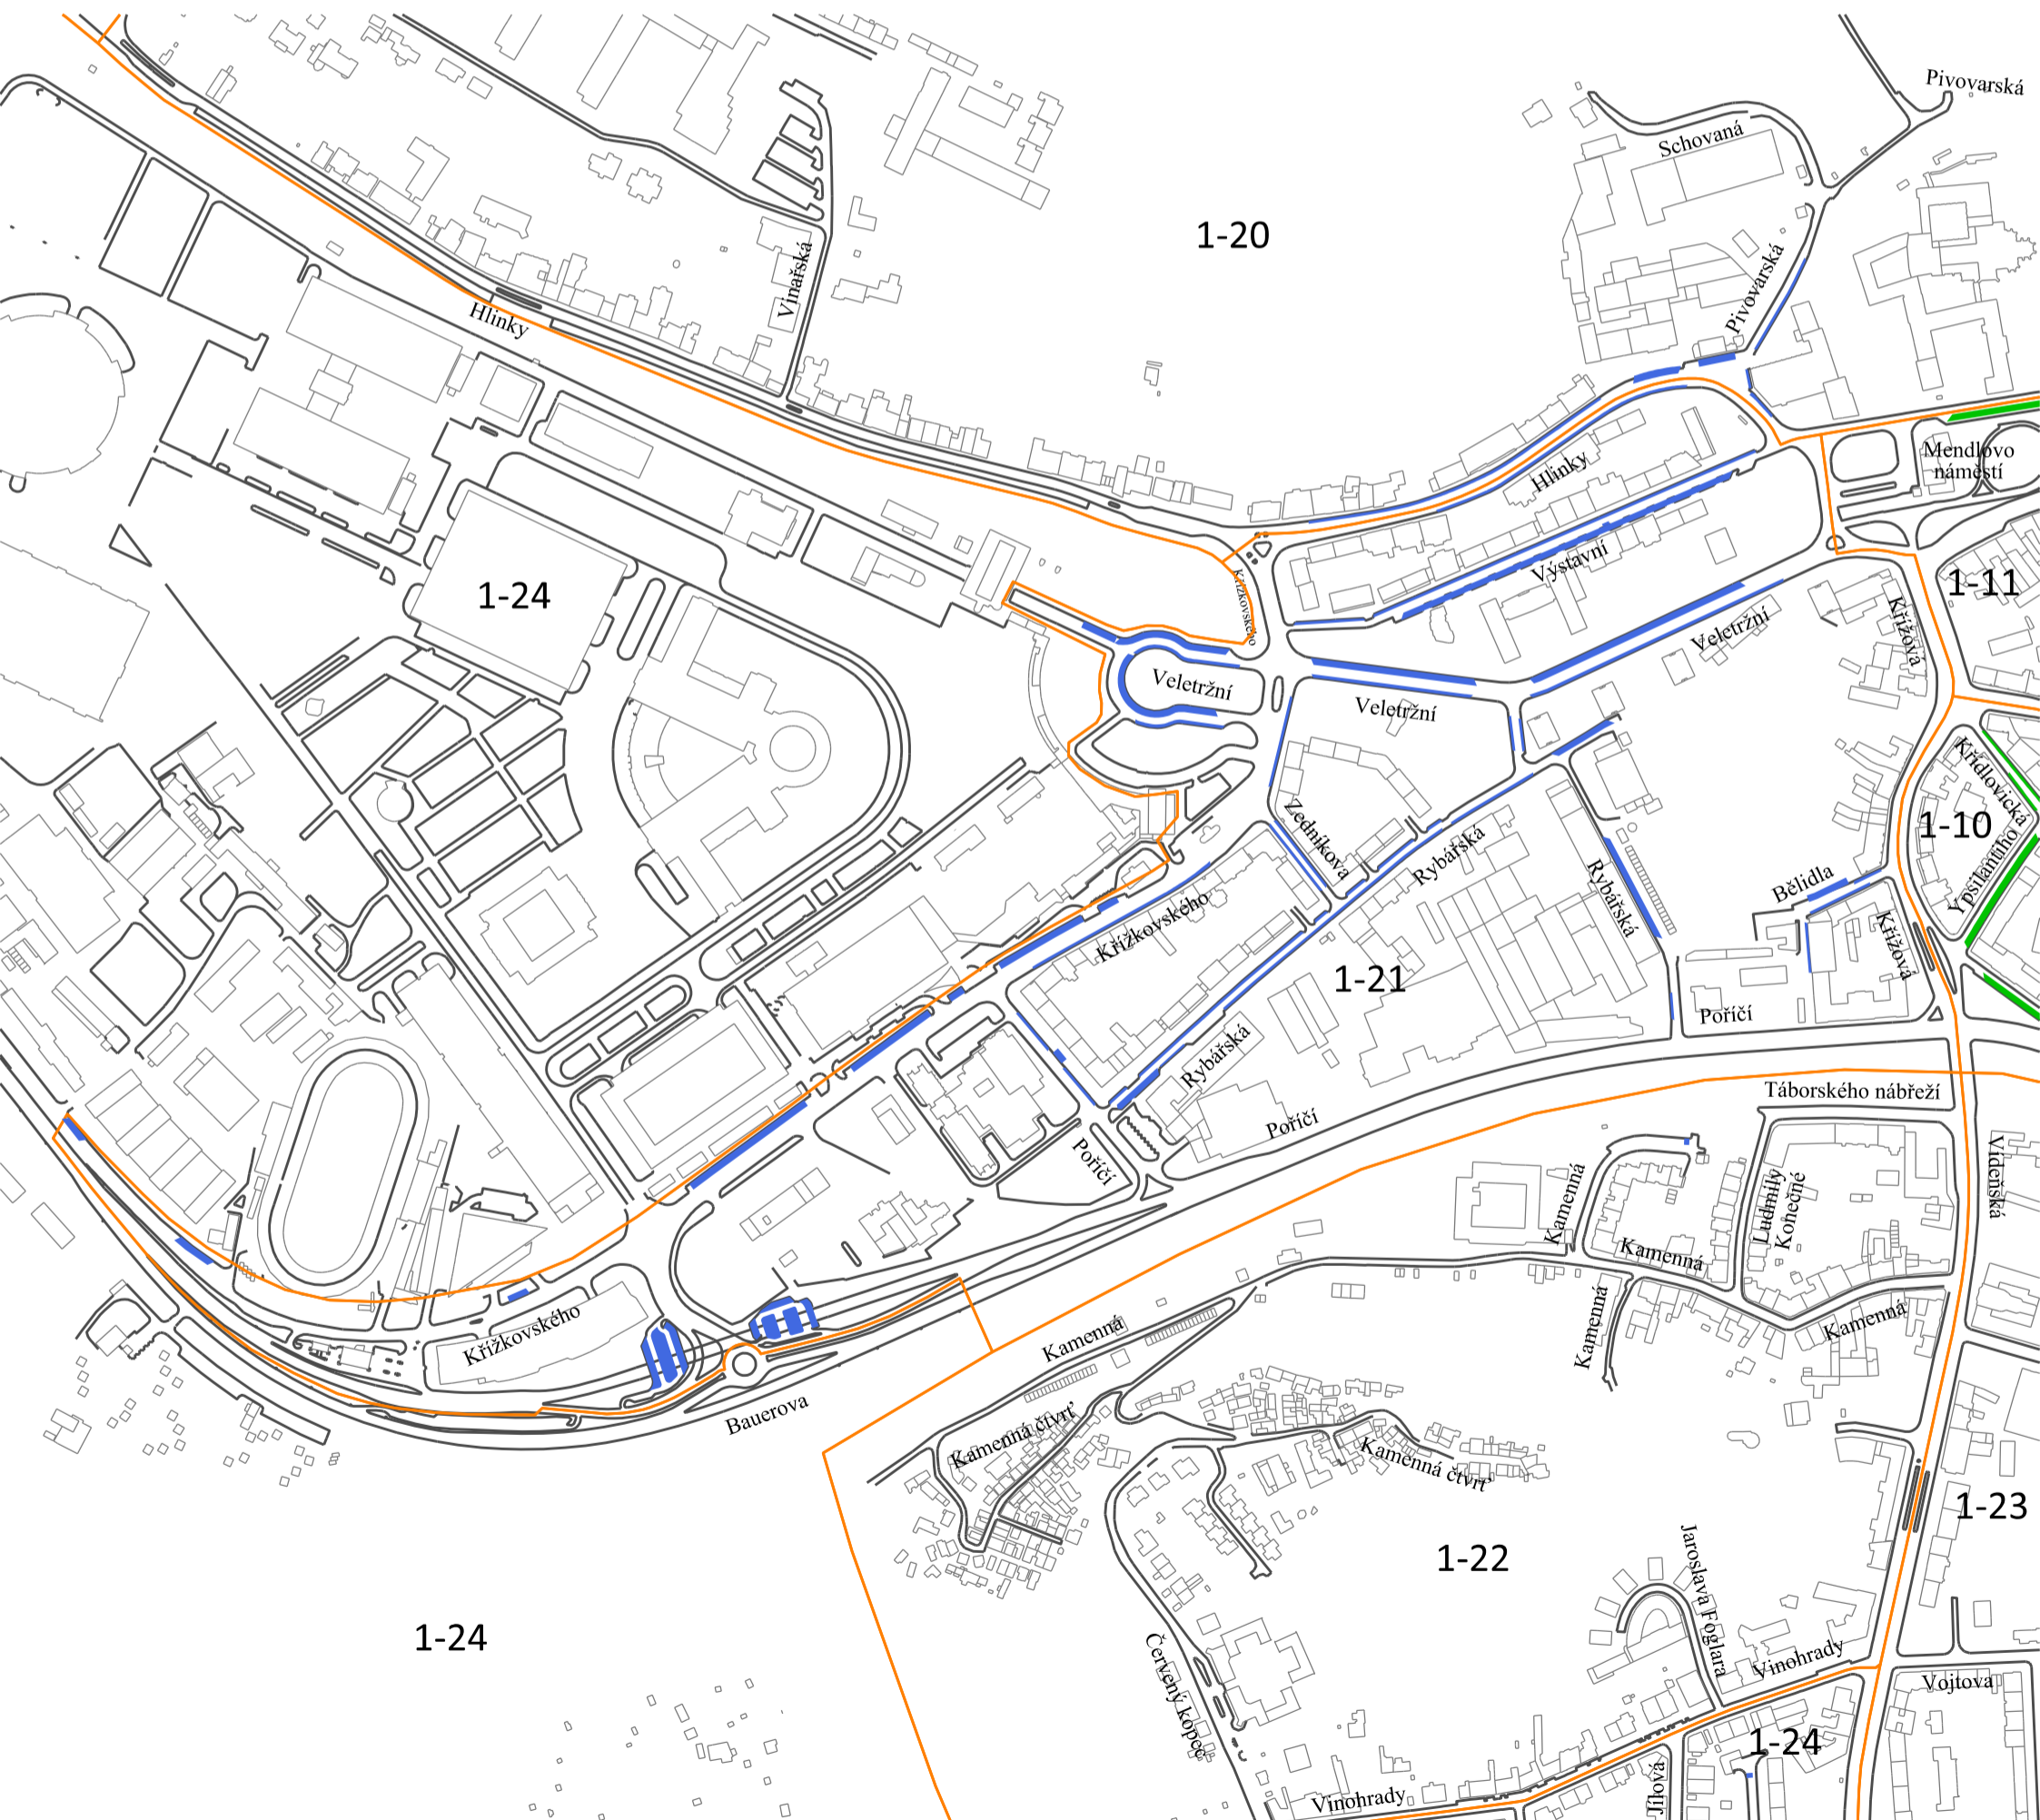 Pivovarská
Schovaná
1-20
Vinařská
Pivovarská
Hlinky
Mendlovo
náměstí
Hlinky
Výstavní
1-24
1-11
Křížkovského
Křížová
Veletržní
Veletržní
Veletržní
Křídlovická
Zedníkova
1-10
Rybářská
Ypsilantiho
Bělidla
Rybářská
Křížkovského
Křížová
1-21
Poříčí
Rybářská
Táborského nábřeží
Poříčí
Poříčí
Vídeňská
Kamenná
Ludmily
Konečné
Kamenná
Křížkovského
Kamenná
Kamenná
Kamenná
Bauerova
Kamenná čtvrť
Kamenná čtvrť
1-23
1-22
Jaroslava Foglara
1-24
Červený kopec
Vinohrady
Vojtova
1-24
Jílová
Vinohrady